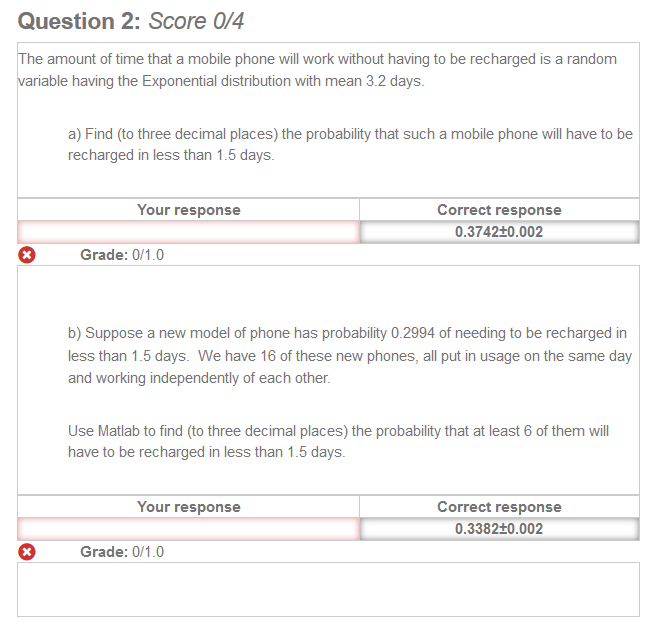 Question 2: Score 0/4
The amount of time that a mobile phone will work without having to be recharged is a random
variable having the Exponential distribution with mean 3.2 days.
a) Find (to three decimal places) the probability that such a mobile phone will have to be
recharged in less than 1.5 days.
Your response Correct response
0.3742±0.002
Grade: 0/1.0
b) Suppose a new model of phone has probability 0.2994 of needing to be recharged in
less than 1.5 days. We have 16 of these new phones, all put in usage on the same day
and working independently of each other.
Use Matlab to find (to three decimal places) the probability that at least 6 of them will
have to be recharged in less than 1.5 days.
Your response Correct response
0.3382±0.002
Grade: 0/1.0